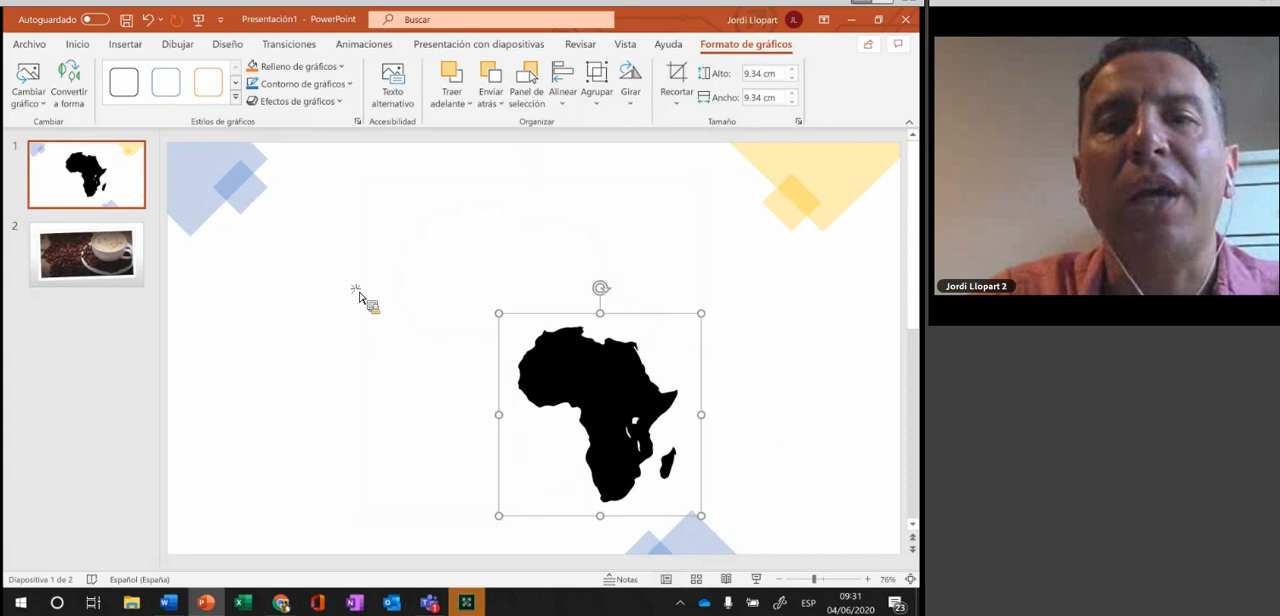 Autoguardado
Presentación1 - PowerPoint
Buscar
Jordi Llopart
JL
Archivo Inicio Insertar Dibujar Diseño Transiciones Animaciones Presentación con diapositivas Revisar Vista Ayuda Formato de gráficos
Cambiar gráfico
Convertir a forma
Cambiar
Relleno de gráficos
Contorno de gráficos
Efectos de gráficos
Estilos de gráficos
Texto alternativo
Accesibilidad
Traer adelante
Enviar atrás
Panel de selección
Alinear
Agrupar
Girar
Organizar
Recortar
Alto: 9.34 cm
Ancho: 9.34 cm
Tamaño
1
2
Jordi Llopart 2
Diapositiva 1 de 2
Español (España)
Notas
76%
ESP
09:31
04/06/2020
23